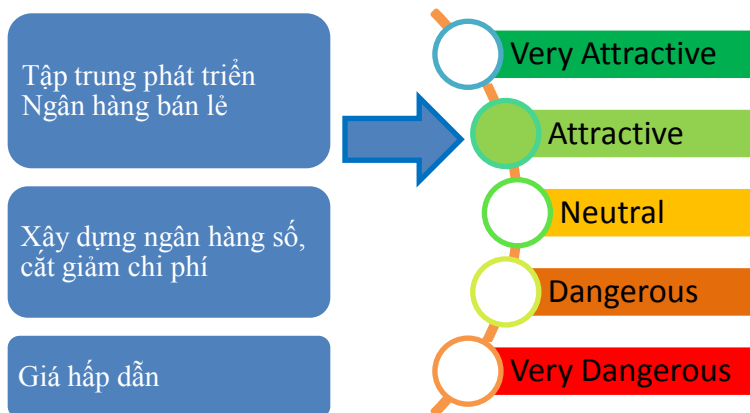 Tập trung phát triển
Ngân hàng bán lẻ
Xây dựng ngân hàng số,
cắt giảm chi phí
Giá hấp dẫn
Very Attractive
Attractive
Neutral
Dangerous
Very Dangerous